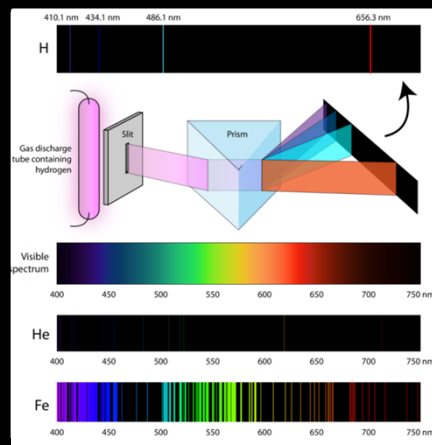 410.1 nm 434.1 nm 486.1 nm 656.3 nm
H
Slit
Prism
Gas discharge
tube containing
hydrogen
Visible
spectrum
400 450 500 550 600 650 700 750 nm
He
400 450 500 550 600 650 700 750 nm
Fe
400 450 500 550 600 650 700 750 nm